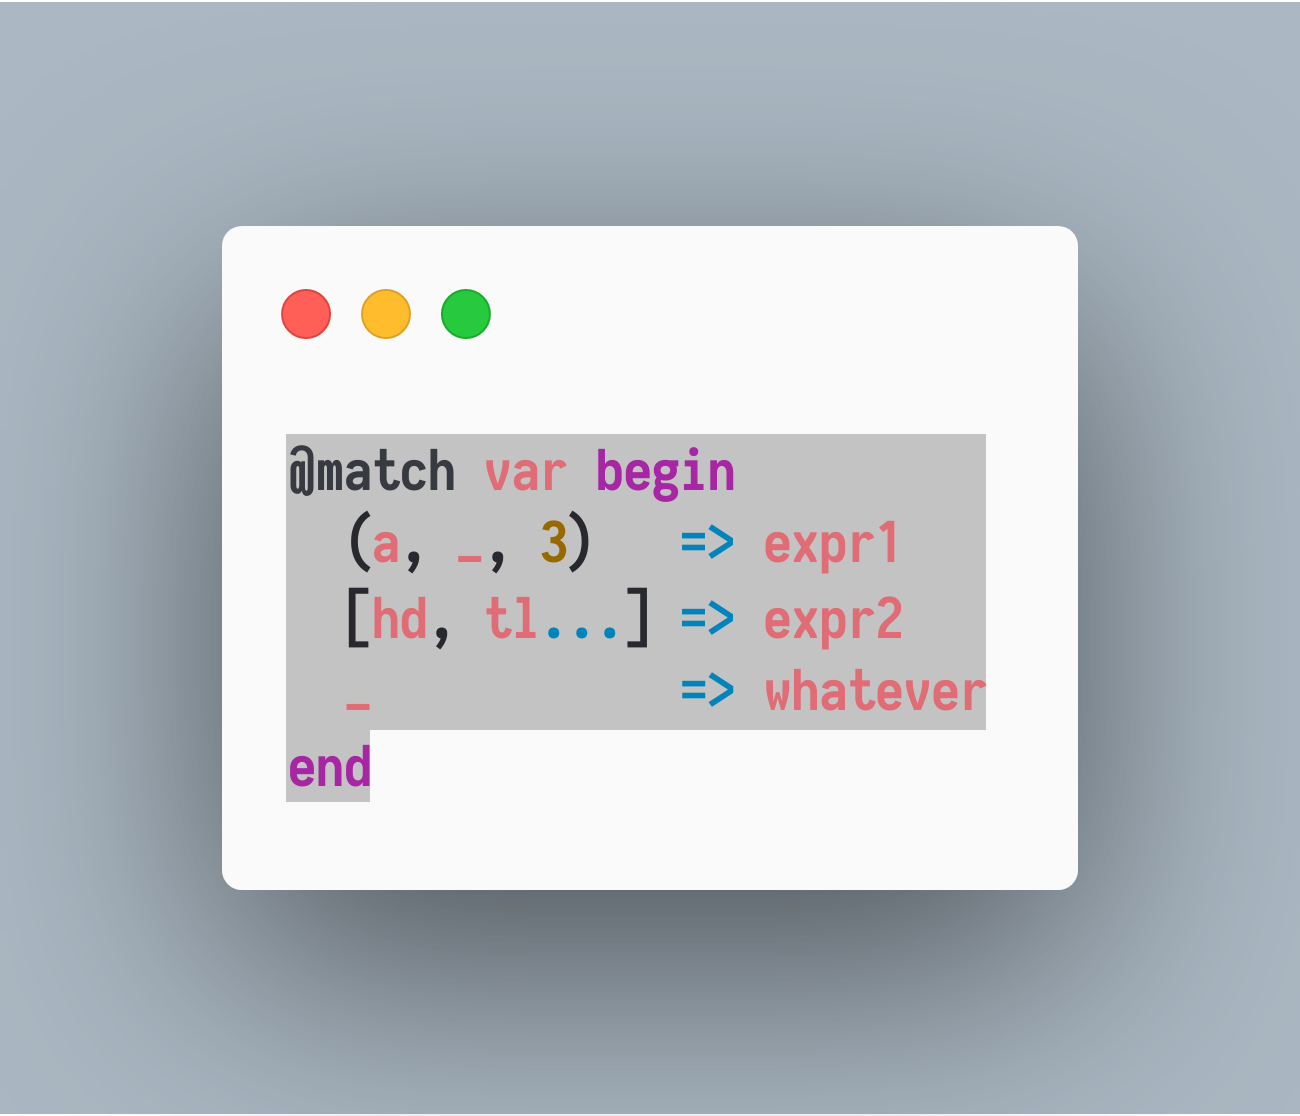 @match var begin
  (a, _, 3)   => expr1
  [hd, tl...] => expr2
  _           => whatever
end